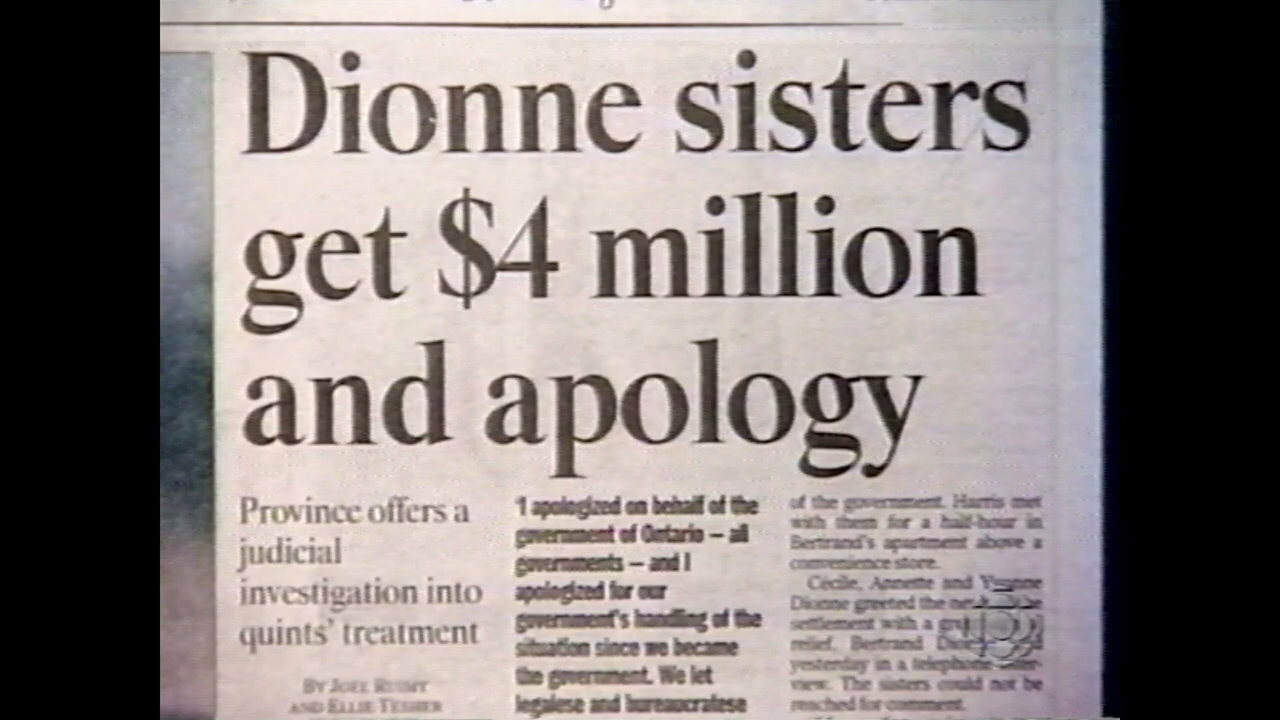 Dionne sisters
get $4 million
and apology
Province offers a
judicial
investigation into
quints' treatment
AND ELLIE TESHER
'I apologized on behalf of the
government of Ontario – all
governments – and I
apologized for our
government's handling of the
situation since we became
the government. We let
legalese and bureaucratese
of the government. Harris met
with them for a half-hour in
Bertrand's apartment above a
convenience store.
Cécile, Annette and Yvonne
Dionne greeted the
settlement with a
relief, Bertrand
yesterday in a
view. The sisters could not be
reached for comment.